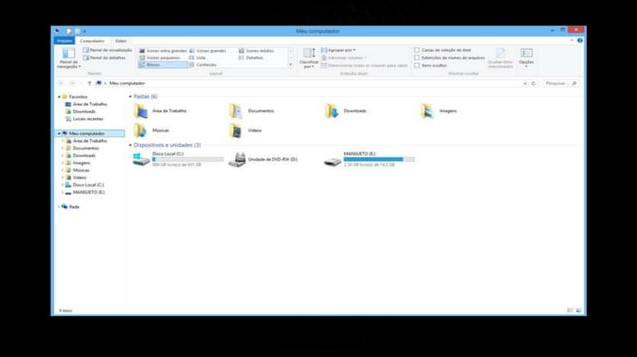 Meu computador
Arquivo Computador Exibir
Painel de navegação
Painel de visualização
Painel de detalhes
Painéis
Ícones extra grandes Ícones grandes Ícones médios
Ícones pequenos Lista Detalhes
Blocos Conteúdo
Layout
Classificar por
Agrupar por
Adicionar colunas
Exibição atual
Caixas de seleção de item
Extensões de nomes de arquivos
Itens ocultos
Ocultar itens selecionados
Mostrar/ocultar
Opções
Meu computador
Pesquisar
Favoritos
Área de Trabalho
Downloads
Locais recentes
Meu computador
Área de Trabalho
Documentos
Downloads
Imagens
Músicas
Vídeos
Disco Local (C:)
MANGUETO (E:)
Rede
Pastas (6)
Área de Trabalho Documentos Downloads Imagens
Músicas Vídeos
Dispositivos e unidades (3)
Disco Local (C:)
Unidade de DVD-RW (D:)
MANGUETO (E:)
9 itens